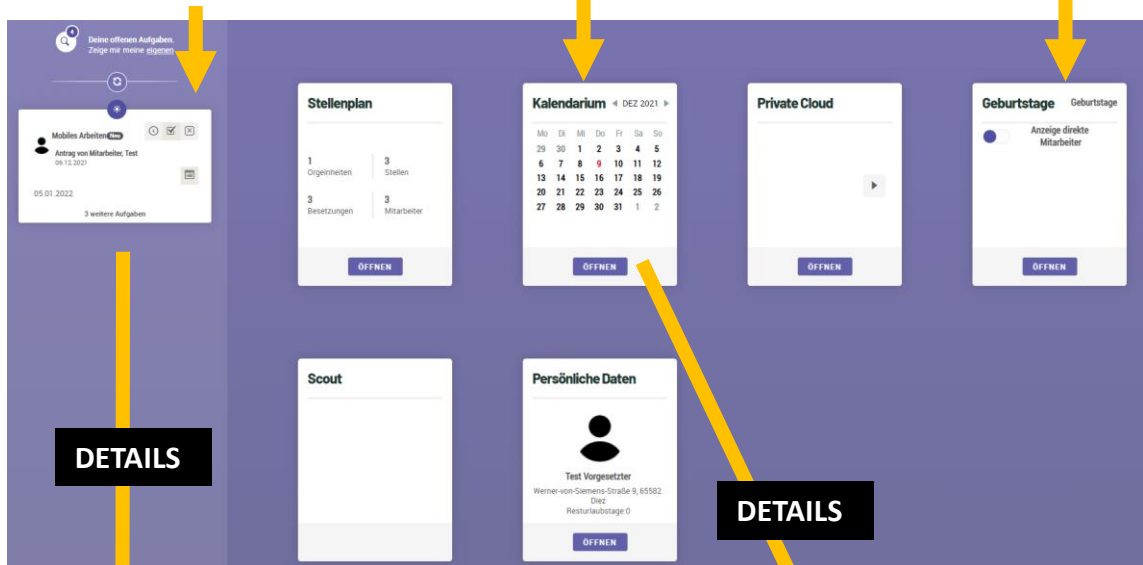 4
Deine offenen Aufgaben.
Zeige mir meine eigenen
Mobiles Arbeiten Neu
Antrag von Mitarbeiter, Test
09.12.2021
05.01.2022
3 weitere Aufgaben
DETAILS
Stellenplan
1
Orgeinheiten
3
Stellen
3
Besetzungen
3
Mitarbeiter
ÖFFNEN
Kalendarium DEZ 2021
Mo Di Mi Do Fr Sa So
29 30 1 2 3 4 5
6 7 8 9 10 11 12
13 14 15 16 17 18 19
20 21 22 23 24 25 26
27 28 29 30 31 1 2
ÖFFNEN
Private Cloud
ÖFFNEN
Geburtstage Geburtstage
Anzeige direkte
Mitarbeiter
ÖFFNEN
Scout
Persönliche Daten
Test Vorgesetzter
Werner-von-Siemens-Straße 9, 65582
Diez
Resturlaubstage:0
ÖFFNEN
DETAILS